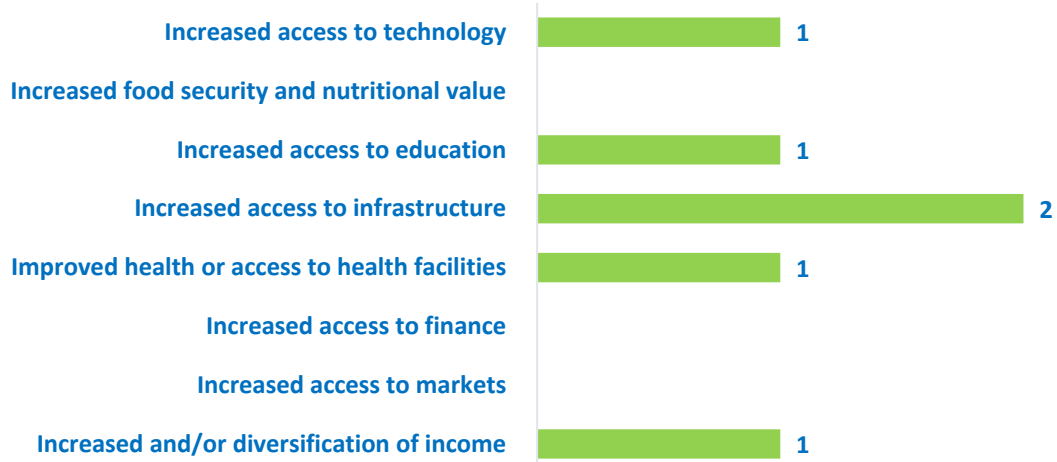 Increased access to technology 1
Increased food security and nutritional value
Increased access to education 1
Increased access to infrastructure 2
Improved health or access to health facilities 1
Increased access to finance
Increased access to markets
Increased and/or diversification of income 1